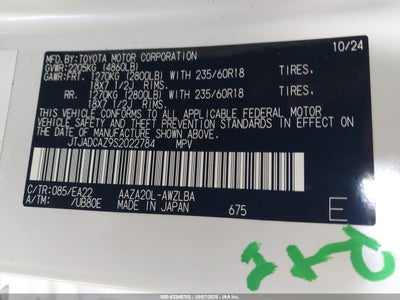 10/24
MFD.BY:TOYOTA MOTOR CORPORATION
GVWR:2205KG (4860LB)
GAWR:FRT. 1270KG (2800LB) WITH 235/60R18 TIRES,
18X7 1/2J RIMS.
RR. 1270KG (2800LB) WITH 235/60R18 TIRES,
18X7 1/2J RIMS.
THIS VEHICLE CONFORMS TO ALL APPLICABLE FEDERAL MOTOR
VEHICLE SAFETY AND THEFT PREVENTION STANDARDS IN EFFECT
ON THE DATE OF MANUFACTURE SHOWN ABOVE.
JTJADCAZ9S2022784 MPV
C/TR:085/EA22 AAZA20L-AWZLBA
A/TM: /UB80E MADE IN JAPAN 675 E